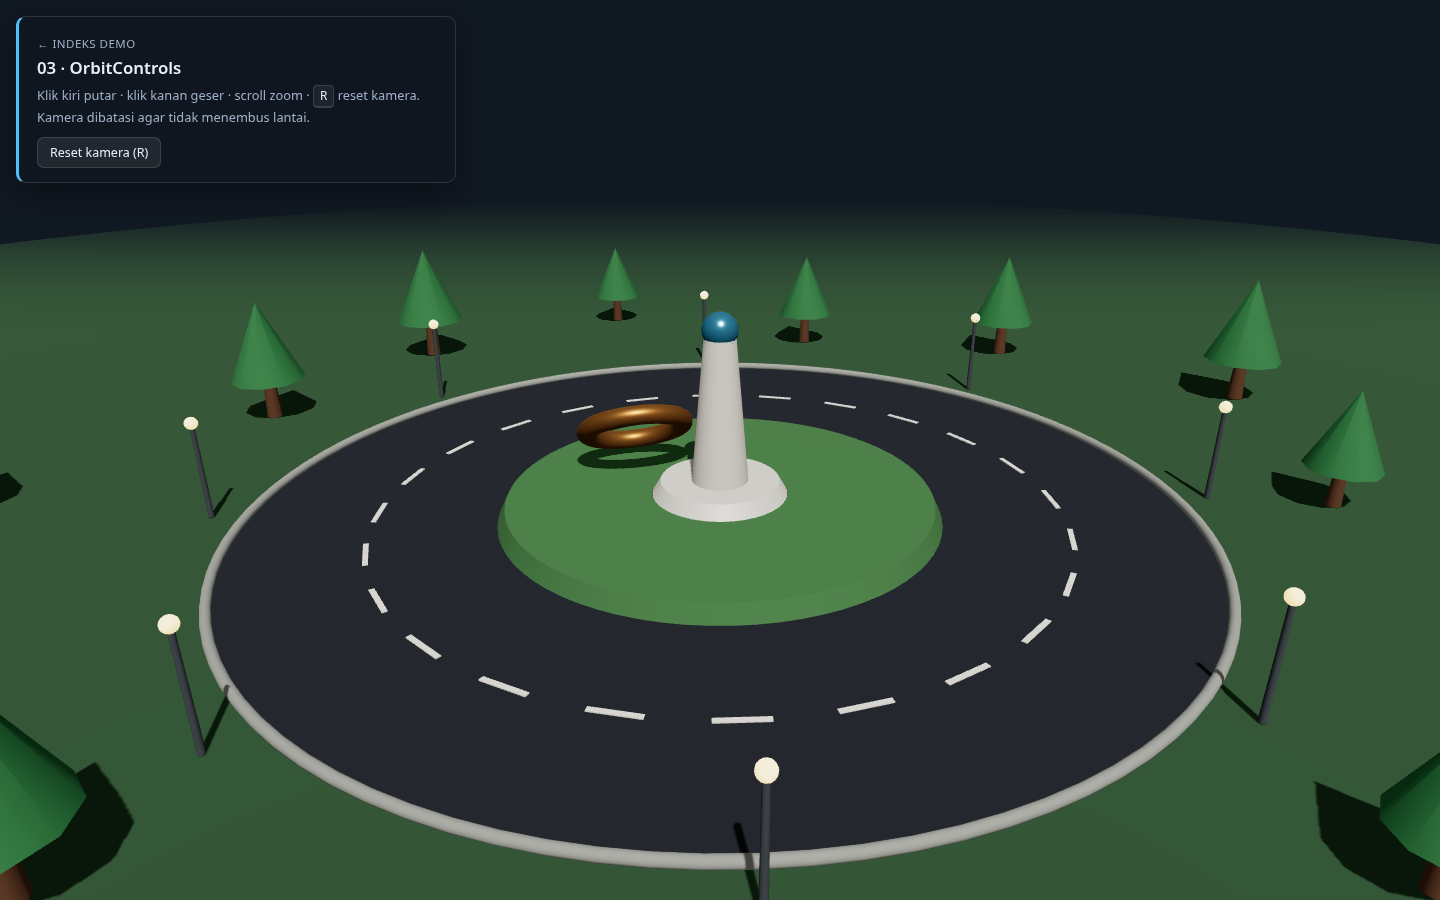 ← INDEKS DEMO
03 · OrbitControls
Klik kiri putar · klik kanan geser · scroll zoom · R reset kamera.
Kamera dibatasi agar tidak menembus lantai.
Reset kamera (R)